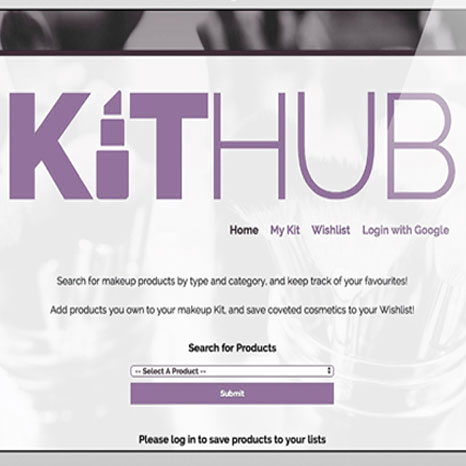 KiTHUB
Home My Kit Wishlist Login with Google
Search for makeup products by type and category, and keep track of your favourites!
Add products you own to your makeup Kit, and save coveted cosmetics to your Wishlist!
Search for Products
-- Select A Product --
Submit
Please log in to save products to your lists